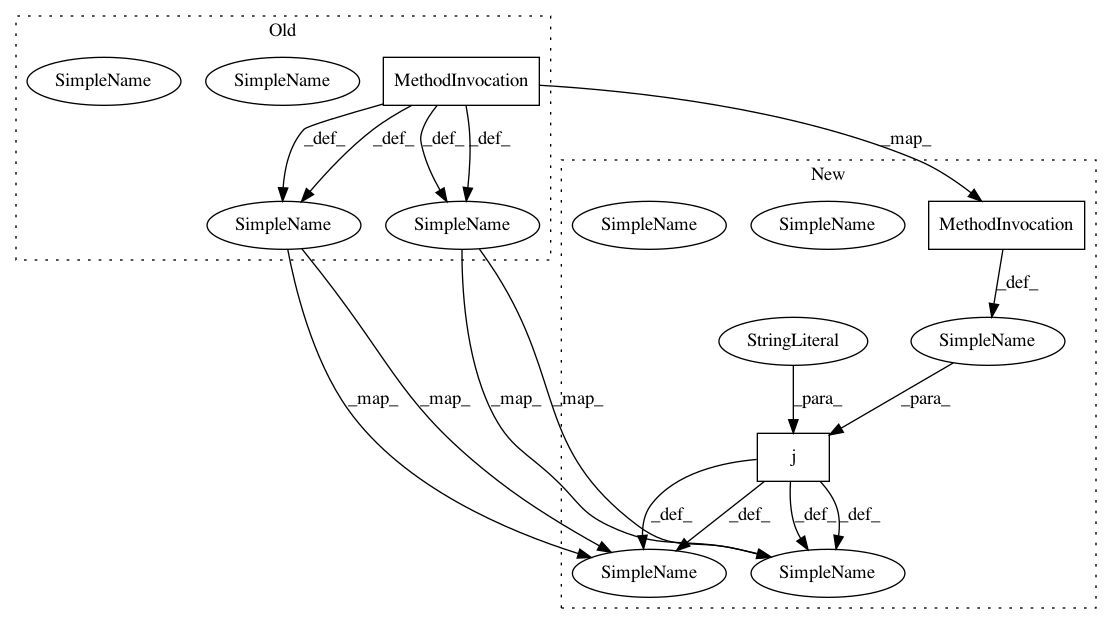 Old
SimpleName
SimpleName
MethodInvocation
_def_ _def_ _def_ _def_
_map_
New
SimpleName
SimpleName
SimpleName
SimpleName
MethodInvocation
_def_
StringLiteral
SimpleName
_map_ _map_ _map_ _map_ _para_ _para_
j
_def_ _def_ _def_ _def_
SimpleName
SimpleName